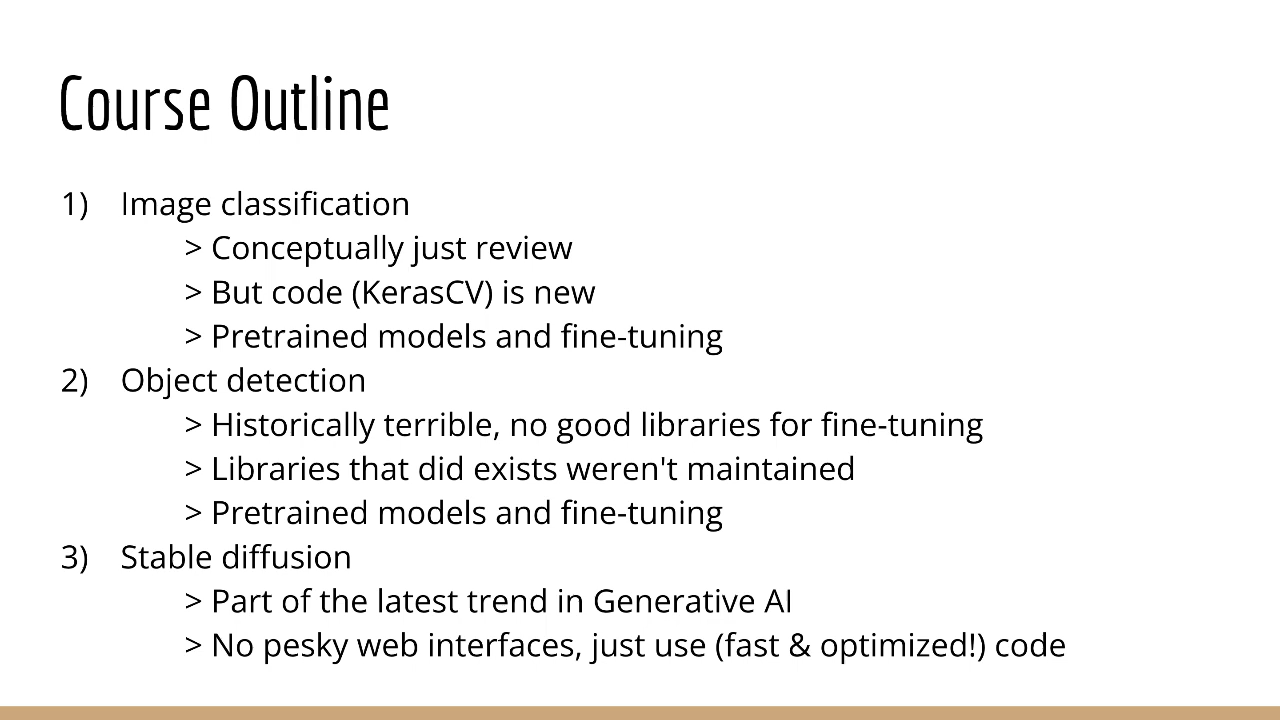 Course Outline
1) Image classification
> Conceptually just review
> But code (KerasCV) is new
> Pretrained models and fine-tuning
2) Object detection
> Historically terrible, no good libraries for fine-tuning
> Libraries that did exists weren't maintained
> Pretrained models and fine-tuning
3) Stable diffusion
> Part of the latest trend in Generative AI
> No pesky web interfaces, just use (fast & optimized!) code